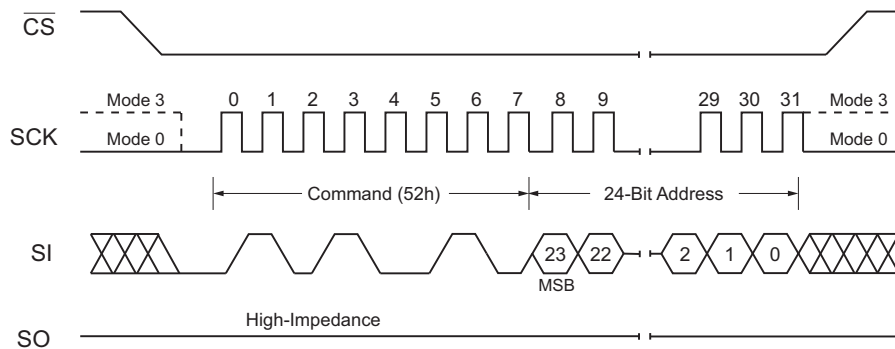 CS
Mode 3 0 1 2 3 4 5 6 7 8 9 29 30 31 Mode 3
SCK Mode 0 Mode 0
Command (52h) 24-Bit Address
SI 23 22 2 1 0
MSB
High-Impedance
SO